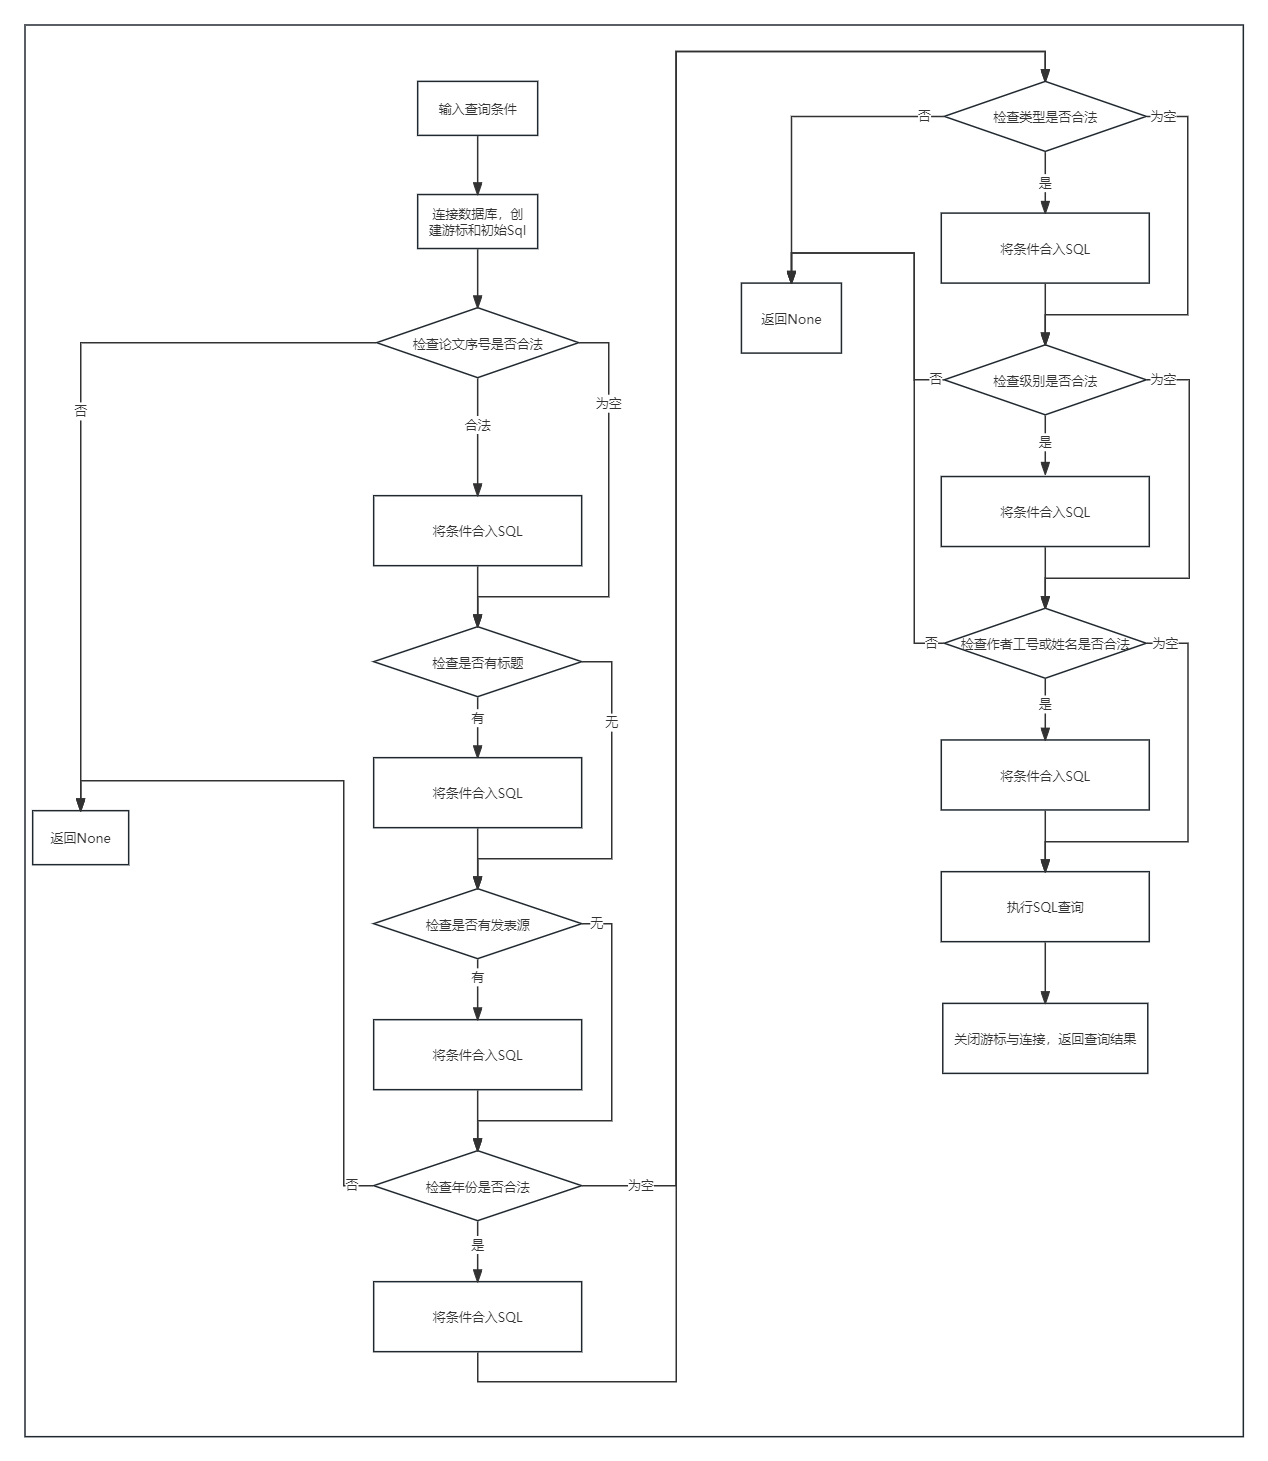 输入查询条件
连接数据库，创
建游标和初始Sql
检查论文序号是否合法
否
为空
合法
将条件合入SQL
检查是否有标题
有
无
将条件合入SQL
返回None
检查是否有发表源
无
有
将条件合入SQL
检查年份是否合法
否
为空
是
将条件合入SQL
检查类型是否合法
否
为空
是
将条件合入SQL
返回None
检查级别是否合法
否
为空
是
将条件合入SQL
检查作者工号或姓名是否合法
否
为空
是
将条件合入SQL
执行SQL查询
关闭游标与连接，返回查询结果